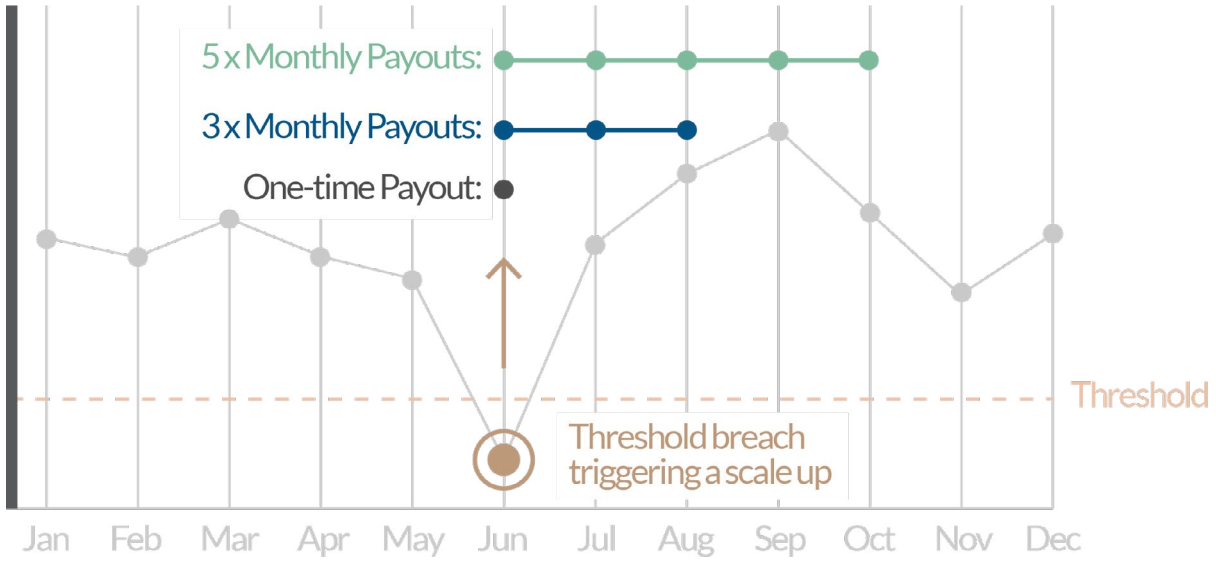 5 x Monthly Payouts:
3 x Monthly Payouts:
One-time Payout:
Threshold
Threshold breach
triggering a scale up
Jan Feb Mar Apr May Jun Jul Aug Sep Oct Nov Dec